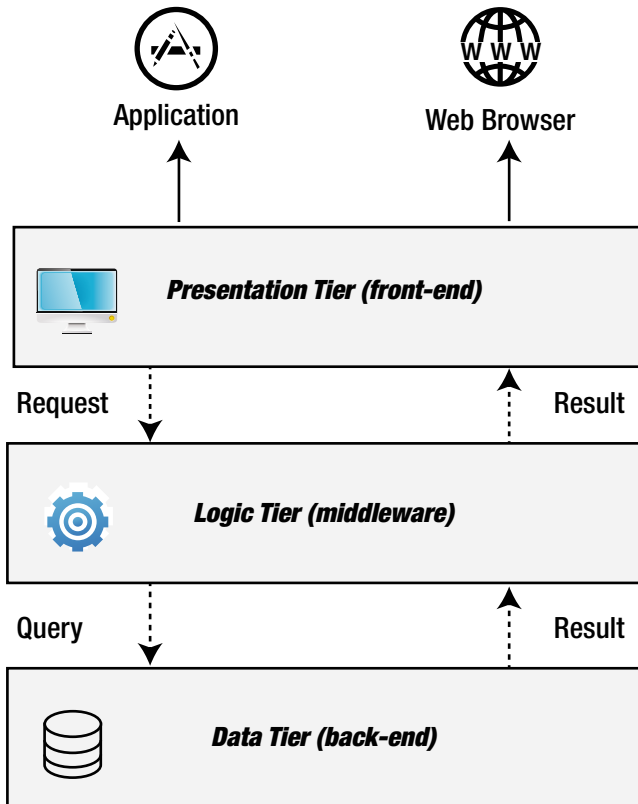 W W W
Application
Web Browser
Presentation Tier (front-end)
Request
Result
Logic Tier (middleware)
Query
Result
Data Tier (back-end)